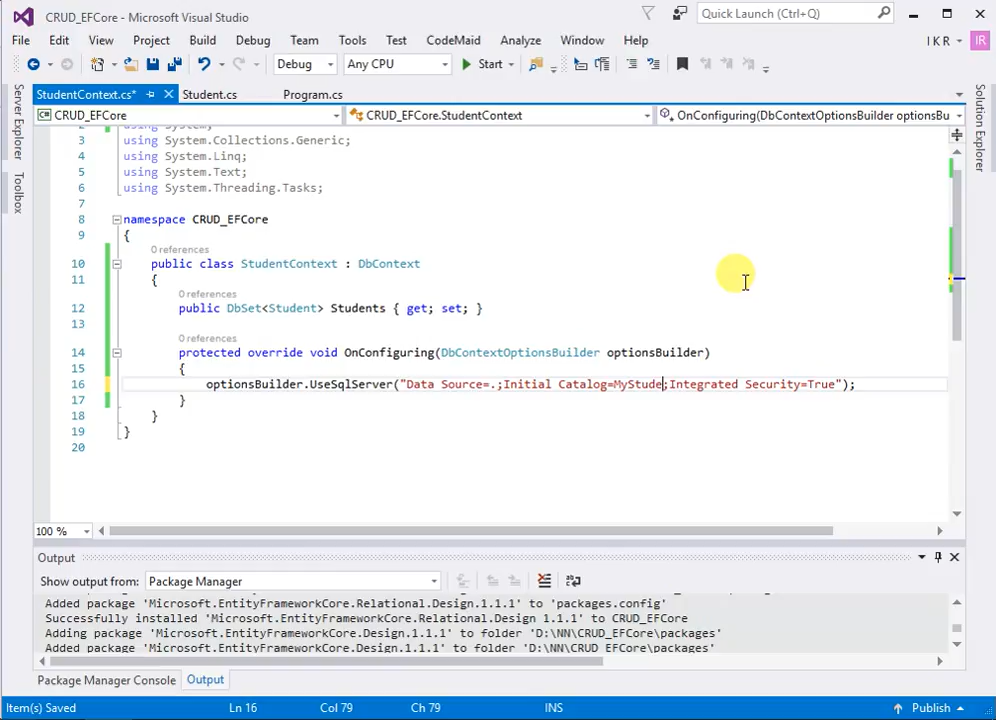 CRUD_EFCore - Microsoft Visual Studio
Quick Launch (Ctrl+Q)
File Edit View Project Build Debug Team Tools Test CodeMaid Analyze Window Help
I K R
IR
Debug Any CPU Start
StudentContext.cs* Student.cs Program.cs
CRUD_EFCore CRUD_EFCore.StudentContext OnConfiguring(DbContextOptionsBuilder optionsBu
Server Explorer
Toolbox
Solution Explorer
2 using System;
3 using System.Collections.Generic;
4 using System.Linq;
5 using System.Text;
6 using System.Threading.Tasks;
7
8 namespace CRUD_EFCore
9 {
0 references
10 public class StudentContext : DbContext
11 {
0 references
12 public DbSet<Student> Students { get; set; }
13
0 references
14 protected override void OnConfiguring(DbContextOptionsBuilder optionsBuilder)
15 {
16 optionsBuilder.UseSqlServer("Data Source=.;Initial Catalog=MyStude;Integrated Security=True");
17 }
18 }
19 }
20
100 %
Output
Show output from: Package Manager
Added package 'Microsoft.EntityFrameworkCore.Relational.Design.1.1.1' to 'packages.config'
Successfully installed 'Microsoft.EntityFrameworkCore.Relational.Design 1.1.1' to CRUD_EFCore
Adding package 'Microsoft.EntityFrameworkCore.Design.1.1.1' to folder 'D:\NN\CRUD_EFCore\packages'
Added package 'Microsoft.EntityFrameworkCore.Design.1.1.1' to folder 'D:\NN\CRUD_EFCore\packages'
Package Manager Console Output
Item(s) Saved Ln 16 Col 79 Ch 79 INS Publish